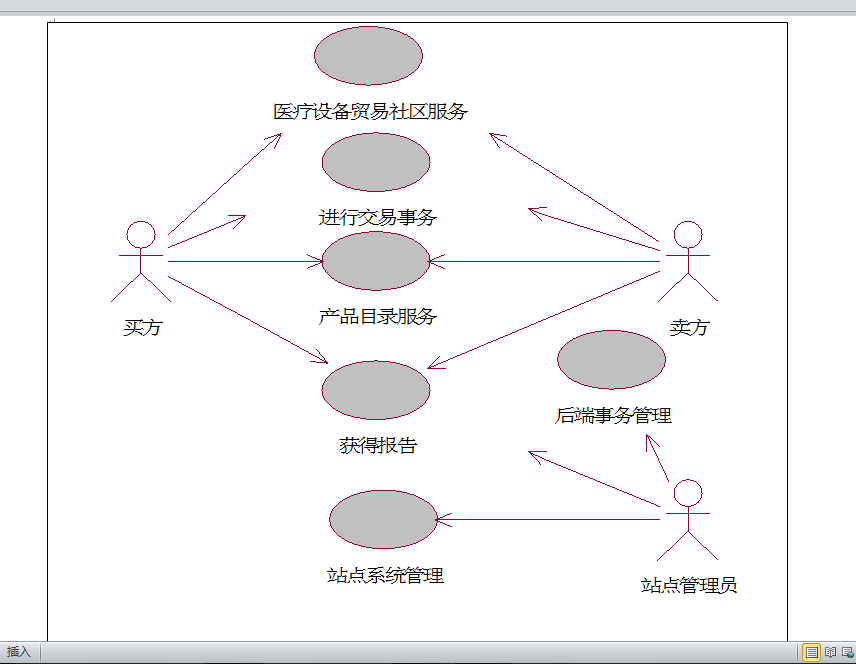 医疗设备贸易社区服务
进行交易事务
产品目录服务
买方
卖方
后端事务管理
获得报告
站点系统管理
站点管理员
插入